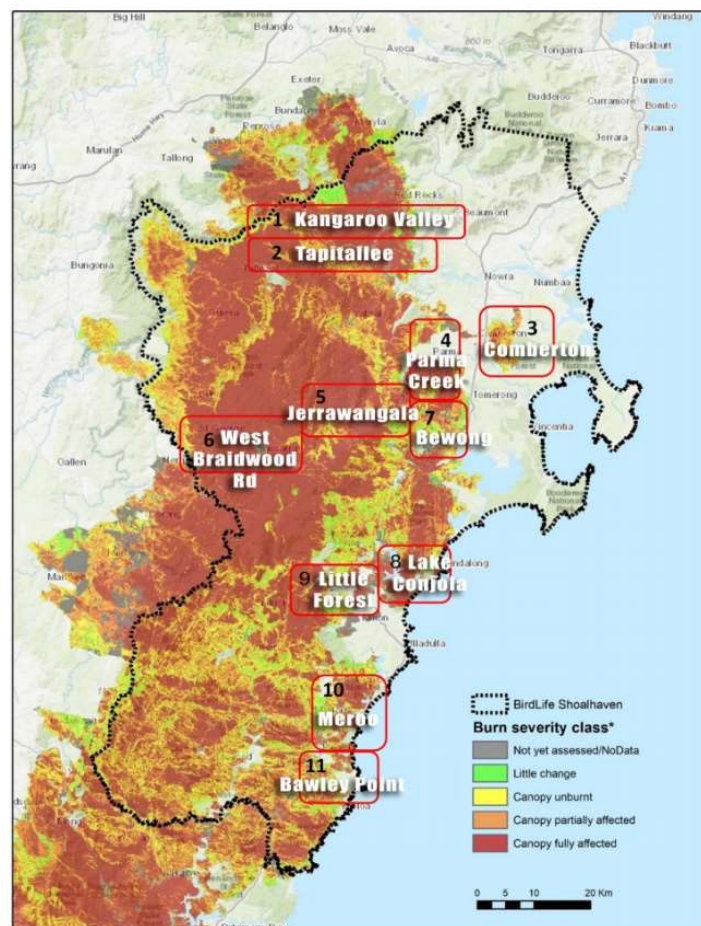 Big Hill
Belanglo
Moss Vale
Windang
Avoca
Blackbutt
Tongarra
Dunmore
Exeter
Budderoo
Curramore
Bombo
Kiama
Penrose
Jerrara
Marulan
Tallong
Red Rocks
Beaumont
1 Kangaroo Valley
2 Tapitallee
Bungonia
Nowra
Numbaa
3
Comberton
4
Parma
Creek
Tomerong
5
Jerrawangala
7
Bewong
6 West
Braidwood
Rd
Oallen
8 Lake
Conjola
9 Little
Forest
10
Meroo
11
Bawley Point
BirdLife Shoalhaven
Burn severity class*
Not yet assessed/NoData
Little change
Canopy unburnt
Canopy partially affected
Canopy fully affected
0 5 10 20 Km